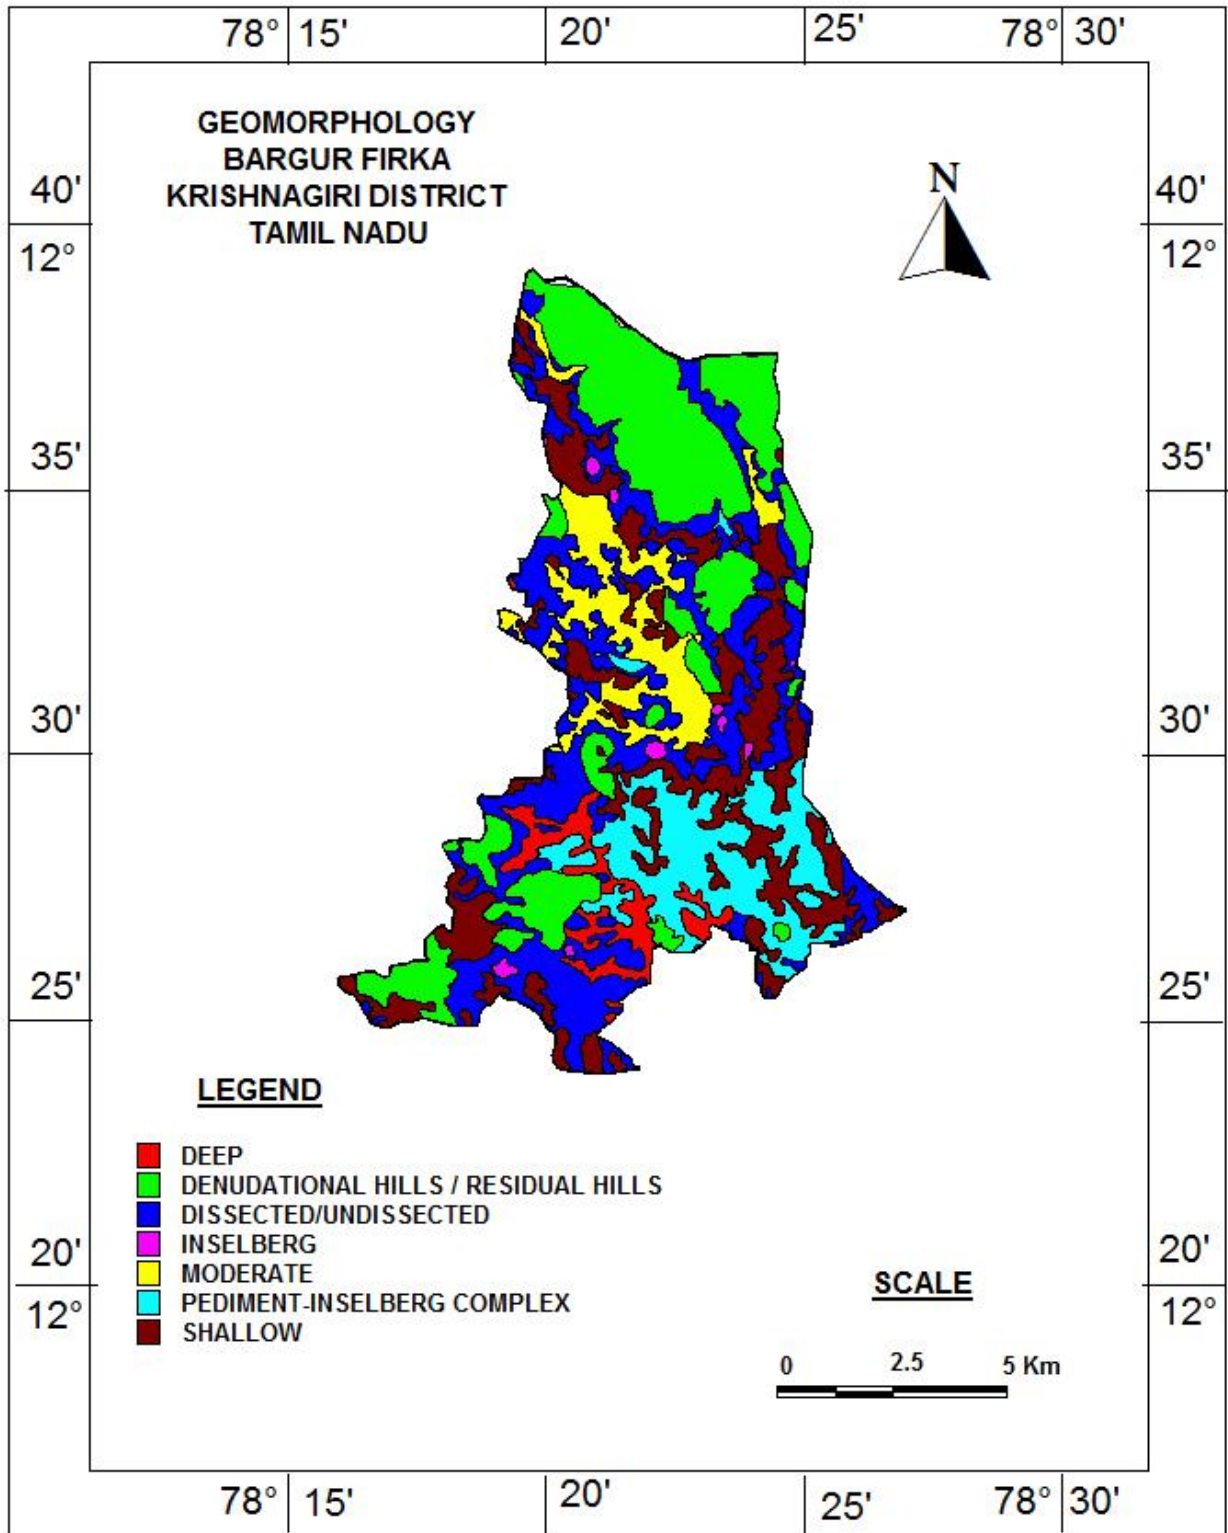 78° 15' 20' 25' 78° 30'
GEOMORPHOLOGY
BARGUR FIRKA
KRISHNAGIRI DISTRICT
TAMIL NADU
N
40' 40'
12° 12°
35' 35'
30' 30'
25' 25'
LEGEND
DEEP
DENUDATIONAL HILLS / RESIDUAL HILLS
DISSECTED/UNDISSECTED
INSELBERG
MODERATE
PEDIMENT-INSELBERG COMPLEX
SHALLOW
20' 20'
12° 12°
SCALE
0 2.5 5 Km
78° 15' 20' 25' 78° 30'